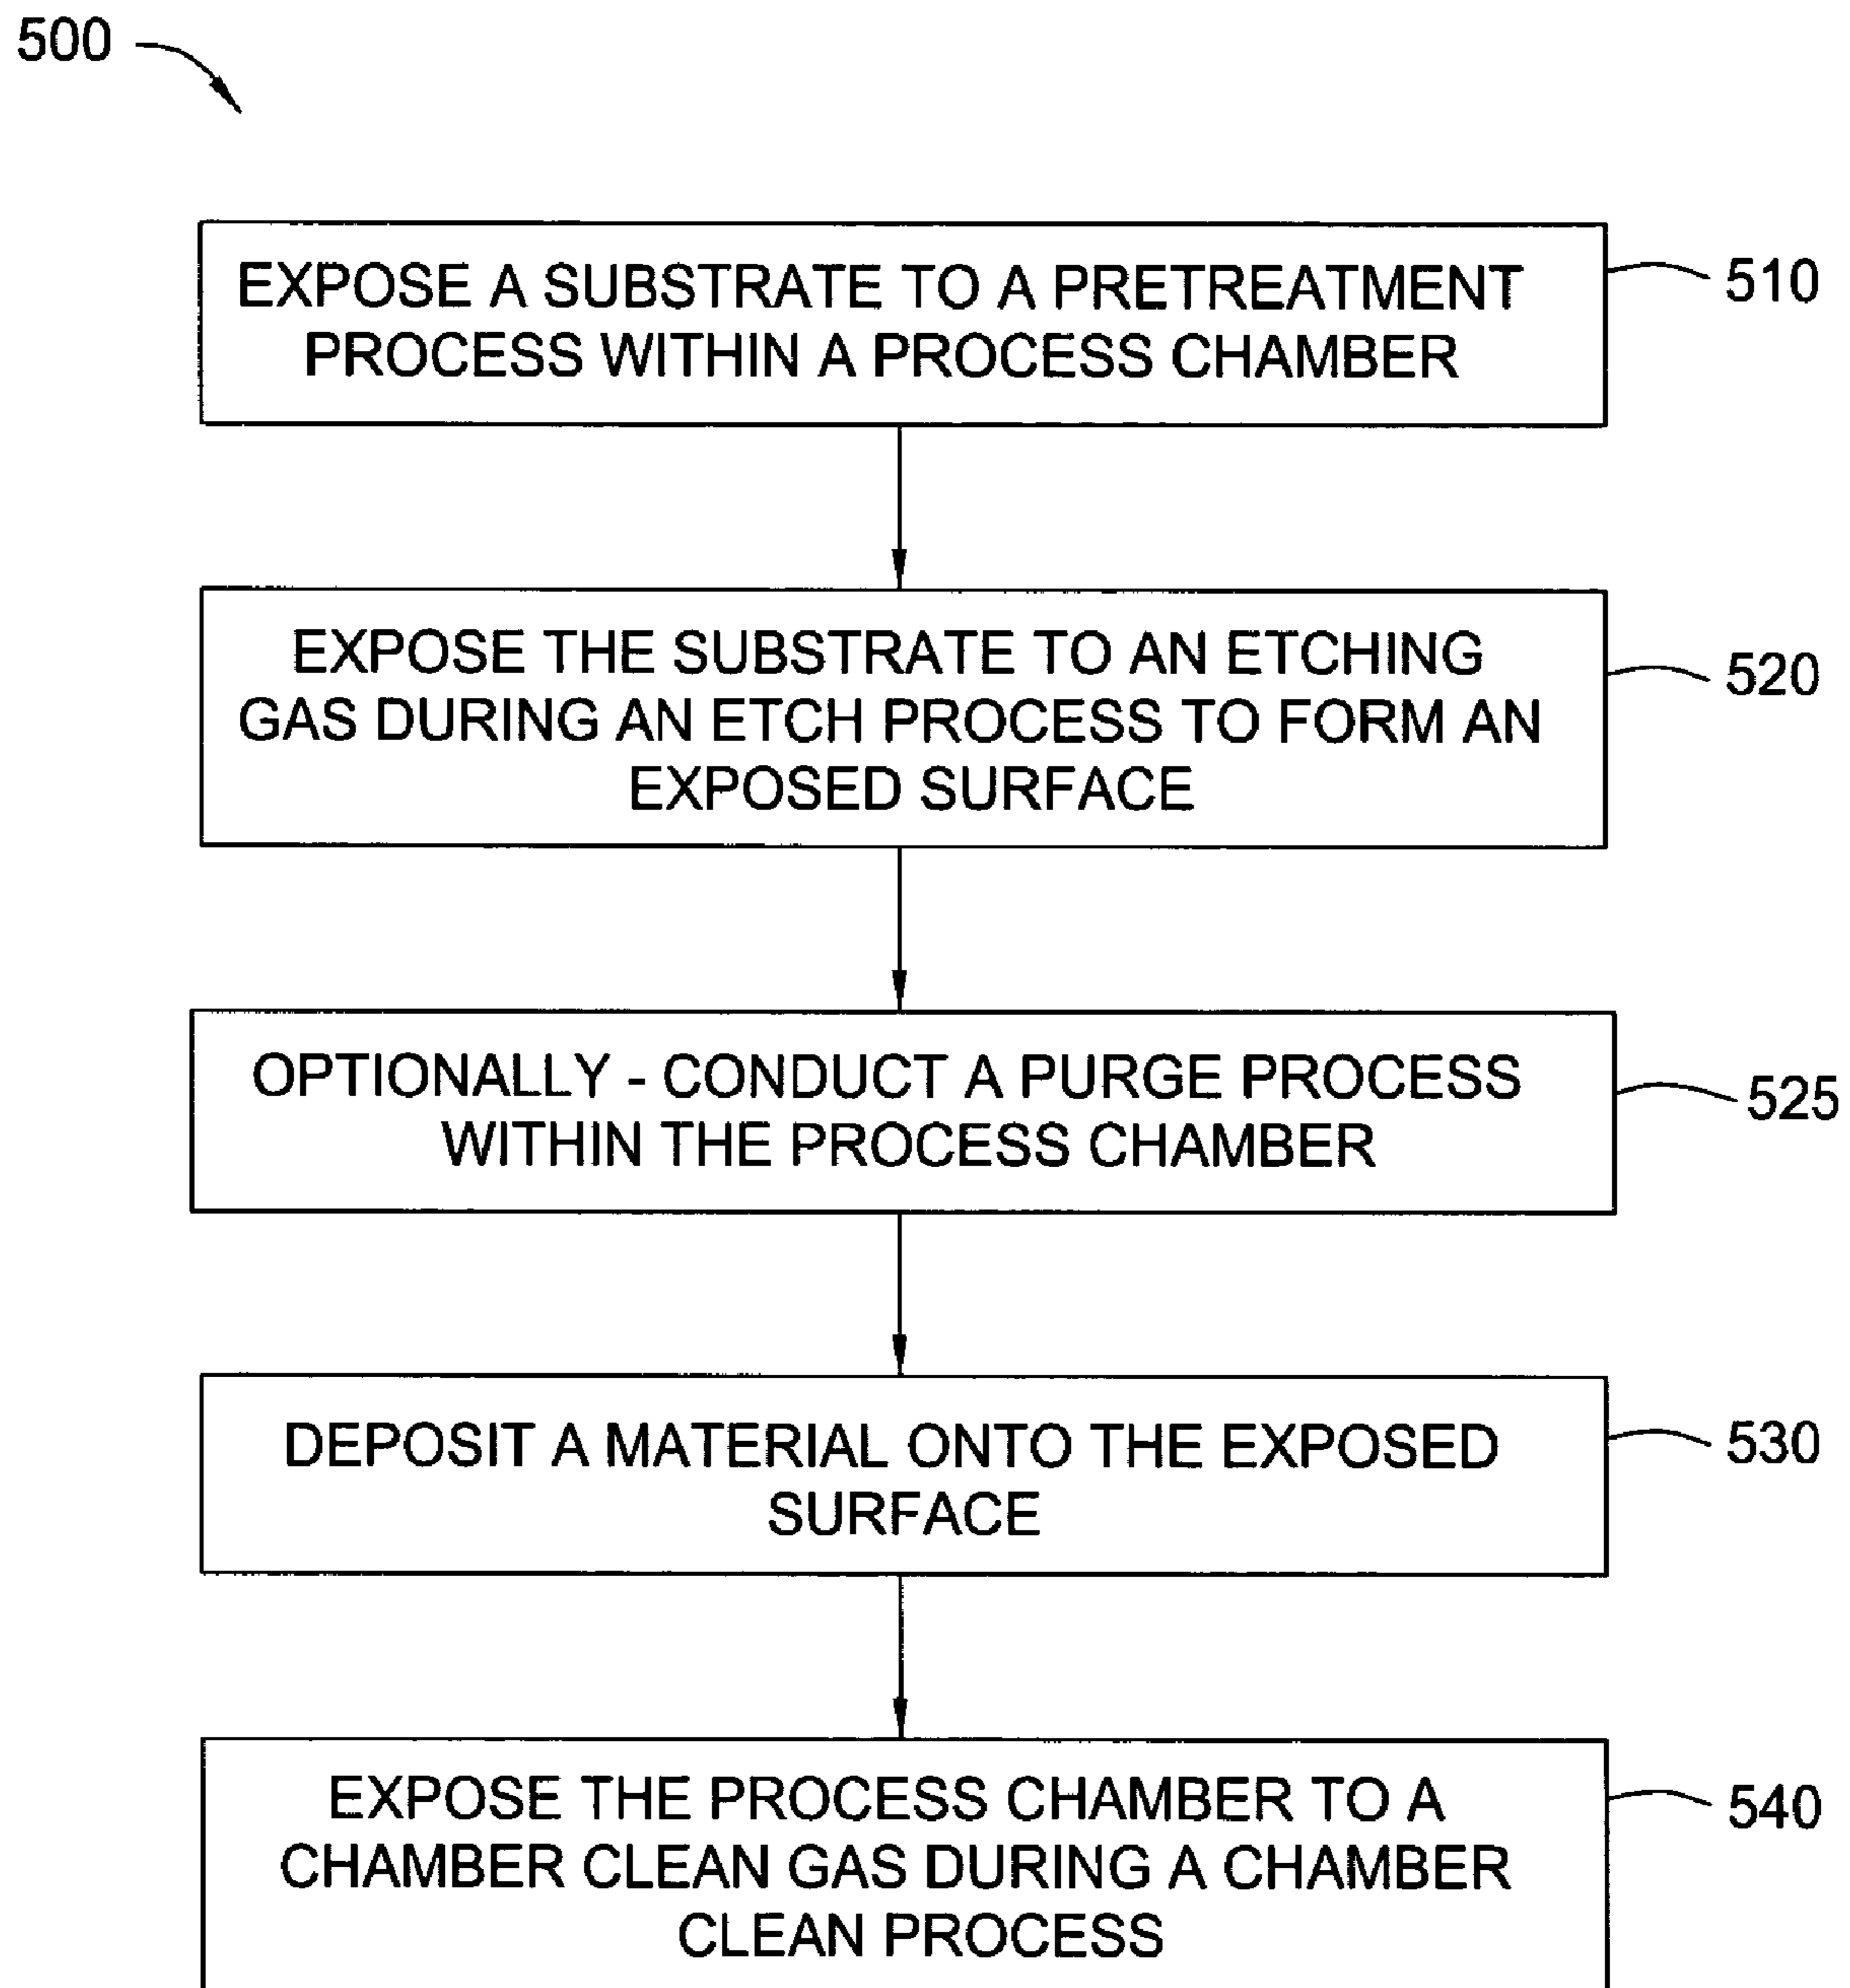 500
EXPOSE A SUBSTRATE TO A PRETREATMENT
PROCESS WITHIN A PROCESS CHAMBER
510
EXPOSE THE SUBSTRATE TO AN ETCHING
GAS DURING AN ETCH PROCESS TO FORM AN
EXPOSED SURFACE
520
OPTIONALLY - CONDUCT A PURGE PROCESS
WITHIN THE PROCESS CHAMBER
525
DEPOSIT A MATERIAL ONTO THE EXPOSED
SURFACE
530
EXPOSE THE PROCESS CHAMBER TO A
CHAMBER CLEAN GAS DURING A CHAMBER
CLEAN PROCESS
540